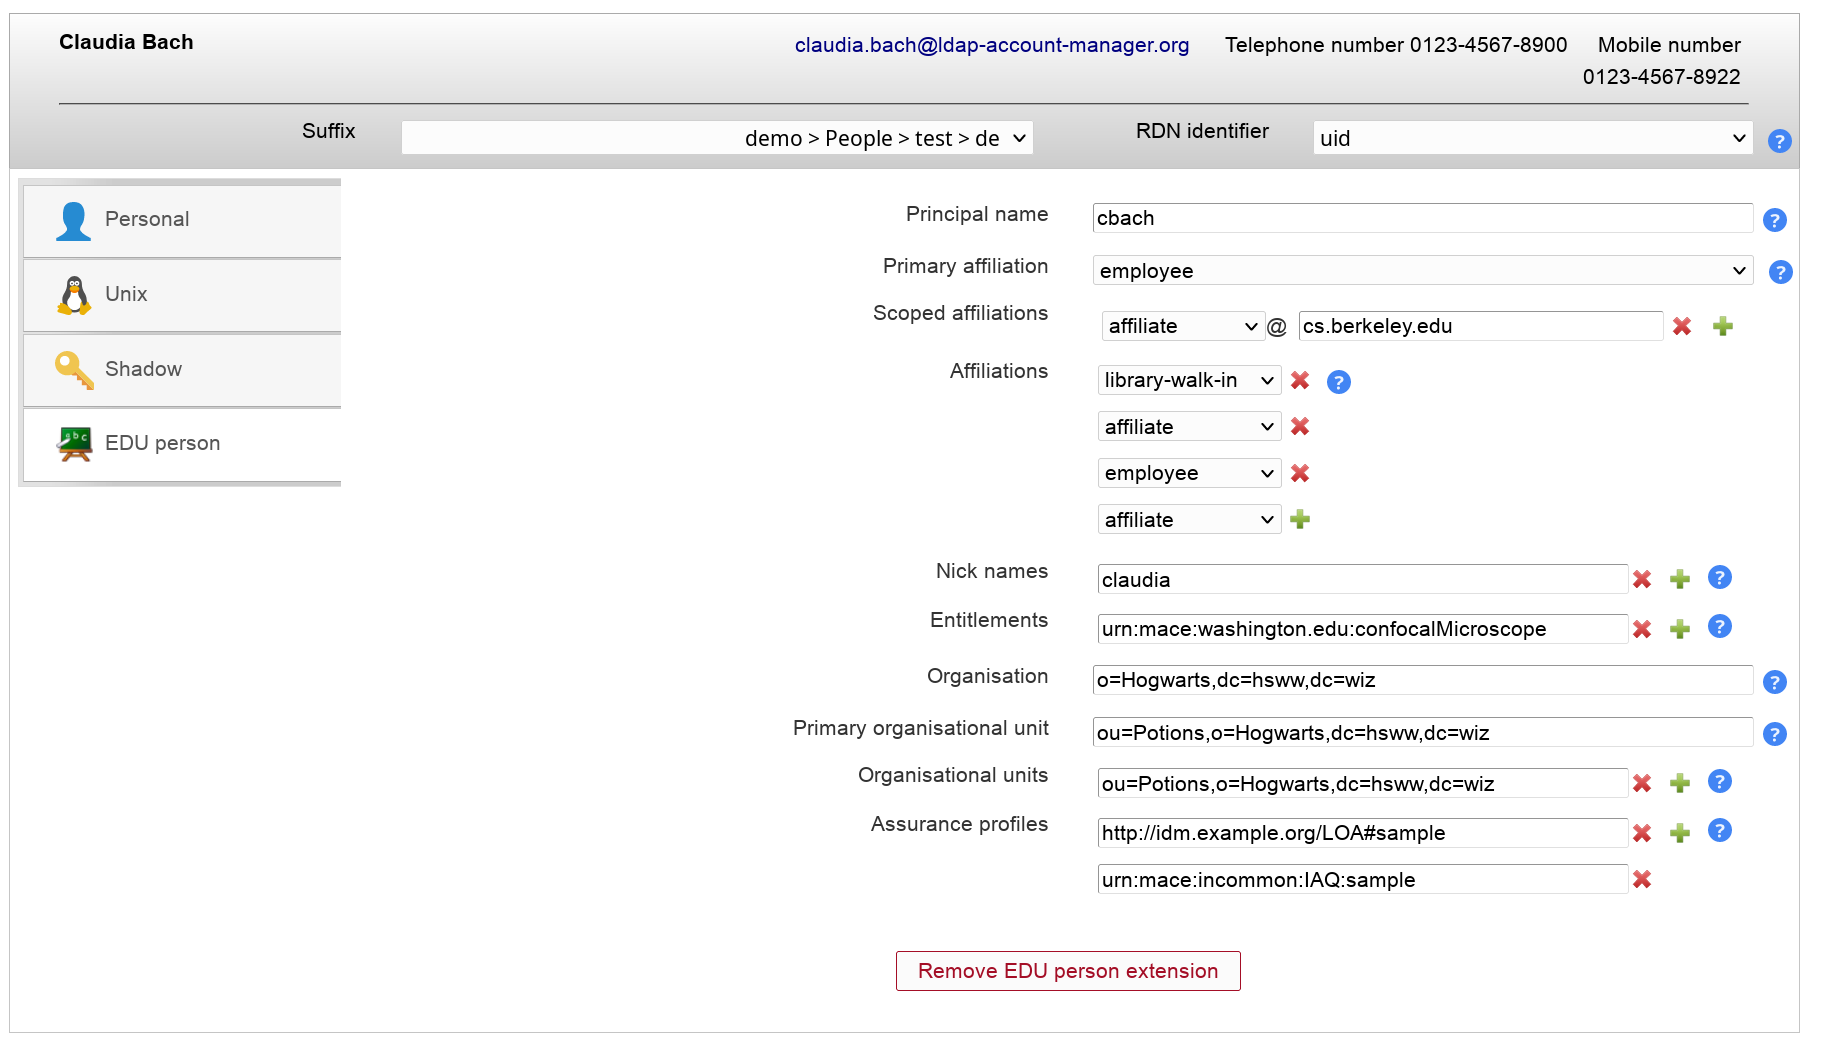 Claudia Bach
claudia.bach@ldap-account-manager.org Telephone number 0123-4567-8900 Mobile number
0123-4567-8922
Suffix demo > People > test > de RDN identifier uid ?
Personal
Unix
Shadow
abc
EDU person
Principal name cbach ?
Primary affiliation employee ?
Scoped affiliations affiliate @ cs.berkeley.edu
Affiliations library-walk-in ?
affiliate
employee
affiliate
Nick names claudia ?
Entitlements urn:mace:washington.edu:confocalMicroscope ?
Organisation o=Hogwarts,dc=hsww,dc=wiz ?
Primary organisational unit ou=Potions,o=Hogwarts,dc=hsww,dc=wiz ?
Organisational units ou=Potions,o=Hogwarts,dc=hsww,dc=wiz ?
Assurance profiles http://idm.example.org/LOA#sample ?
urn:mace:incommon:IAQ:sample
Remove EDU person extension